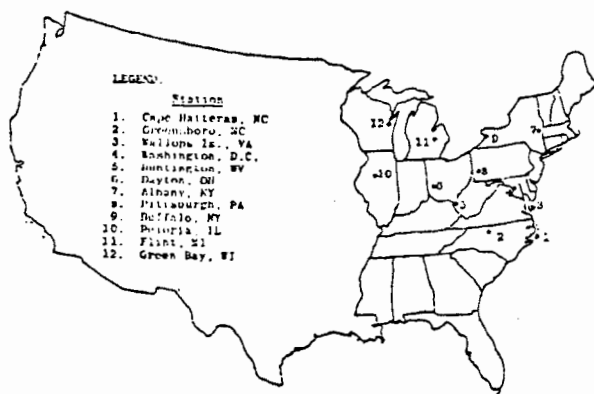 LEGEND.
Station
1. Cape Hatteras, NC
2. Greensboro, NC
3. Wallops Is., VA
4. Washington, D.C.
5. Huntington, WV
6. Dayton, OH
7. Albany, NY
8. Pittsburgh, PA
9. Buffalo, NY
10. Peoria, IL
11. Flint, MI
12. Green Bay, WI
12
11
9
7
10
6
8
4
5
3
2
1